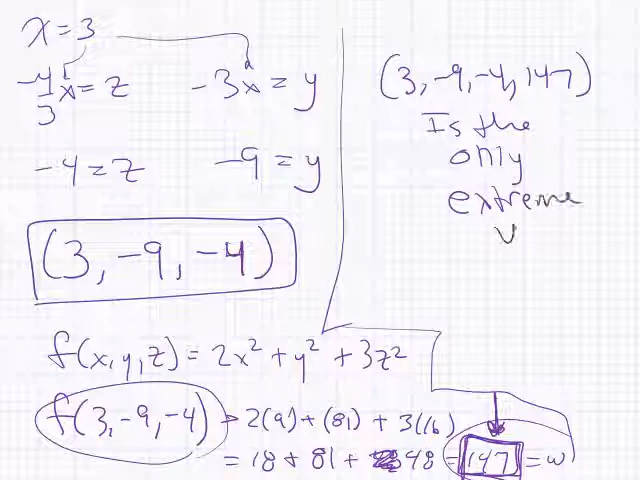 x = 3
-4/3 x = z
-3x = y
-4 = z
-9 = y
(3, -9, -4)
f(x,y,z) = 2x² + y² + 3z²
f(3,-9,-4) = 2(9) + (81) + 3(16)
= 18 + 81 + 48 = 147 = w
(3, -9, -4, 147)
Is the
only
extreme
v